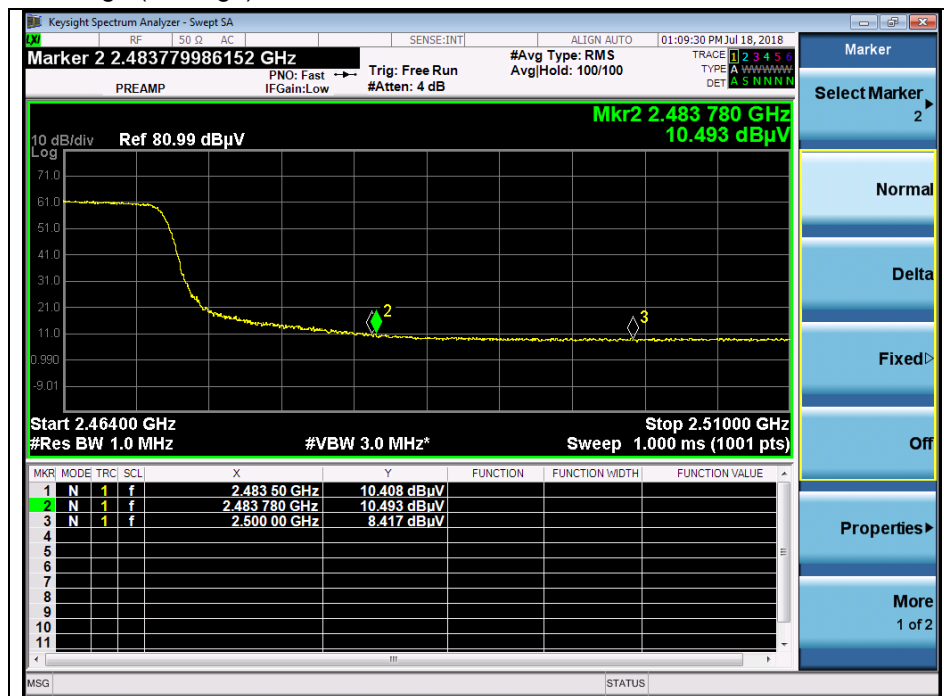 Keysight Spectrum Analyzer - Swept SA
LXI RF 50 Ω AC SENSE:INT ALIGN AUTO 01:09:30 PM Jul 18, 2018
Marker 2 2.483779986152 GHz
PREAMP
PNO: Fast
IFGain:Low
Trig: Free Run
#Atten: 4 dB
#Avg Type: RMS
Avg|Hold: 100/100
TRACE 1 2 3 4 5 6
TYPE A WWWWW
DET A S N N N N
Mkr2 2.483 780 GHz
10.493 dBµV
10 dB/div Ref 80.99 dBµV
Log
71.0
61.0
51.0
41.0
31.0
21.0
11.0
0.990
-9.01
2
3
Start 2.46400 GHz Stop 2.51000 GHz
#Res BW 1.0 MHz #VBW 3.0 MHz* Sweep 1.000 ms (1001 pts)
MKR MODE TRC SCL X Y FUNCTION FUNCTION WIDTH FUNCTION VALUE
1 N 1 f 2.483 50 GHz 10.408 dBµV
2 N 1 f 2.483 780 GHz 10.493 dBµV
3 N 1 f 2.500 00 GHz 8.417 dBµV
4
5
6
7
8
9
10
11
MSG STATUS
Marker
Select Marker
2
Normal
Delta
Fixed
Off
Properties
More
1 of 2